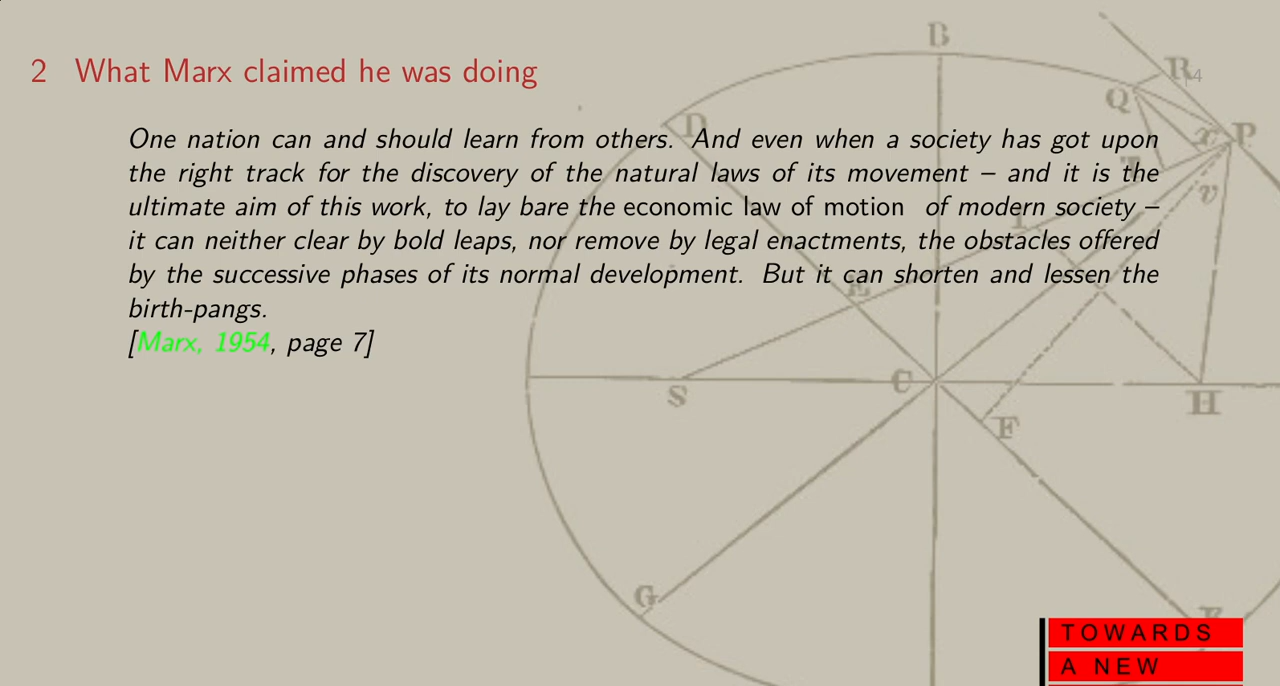 B
2 What Marx claimed he was doing
R
4
Q
D
P
One nation can and should learn from others. And even when a society has got upon
x
the right track for the discovery of the natural laws of its movement – and it is the
v
ultimate aim of this work, to lay bare the economic law of motion of modern society –
it can neither clear by bold leaps, nor remove by legal enactments, the obstacles offered
by the successive phases of its normal development. But it can shorten and lessen the
E
birth-pangs.
[Marx, 1954, page 7]
S
C
H
F
G
TOWARDS
A NEW